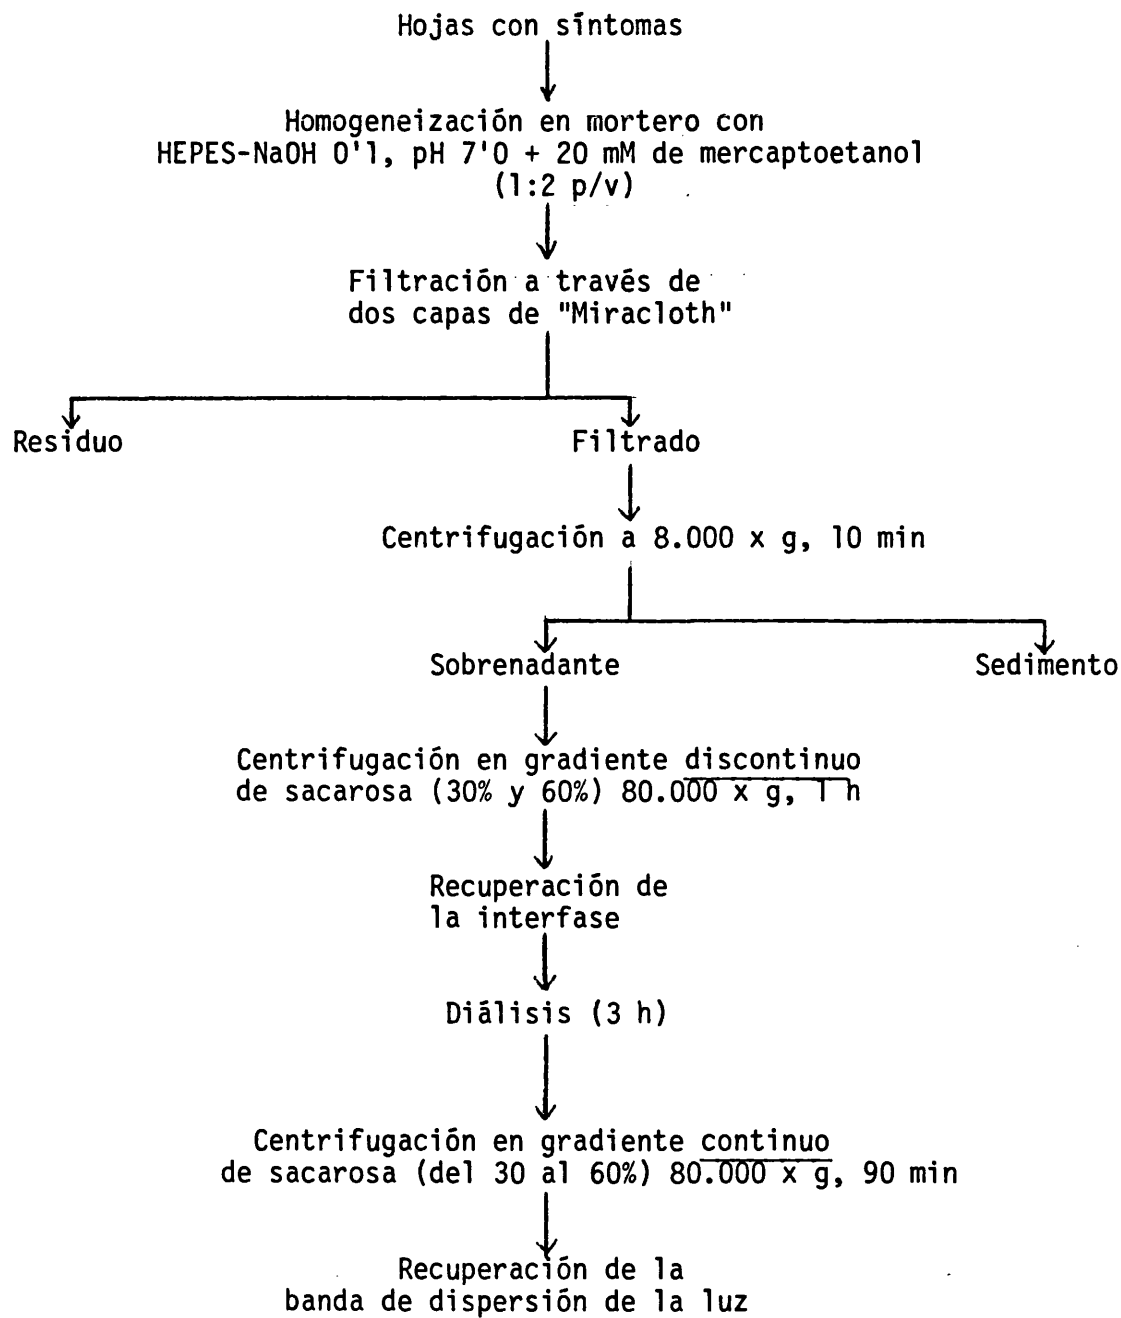 Hojas con síntomas
Homogeneización en mortero con
HEPES-NaOH 0'1, pH 7'0 + 20 mM de mercaptoetanol
(1:2 p/v)
Filtración a través de
dos capas de "Miracloth"
Residuo
Filtrado
Centrifugación a 8.000 x g, 10 min
Sobrenadante
Sedimento
Centrifugación en gradiente discontinuo
de sacarosa (30% y 60%) 80.000 x g, 1 h
Recuperación de
la interfase
Diálisis (3 h)
Centrifugación en gradiente continuo
de sacarosa (del 30 al 60%) 80.000 x g, 90 min
Recuperación de la
banda de dispersión de la luz